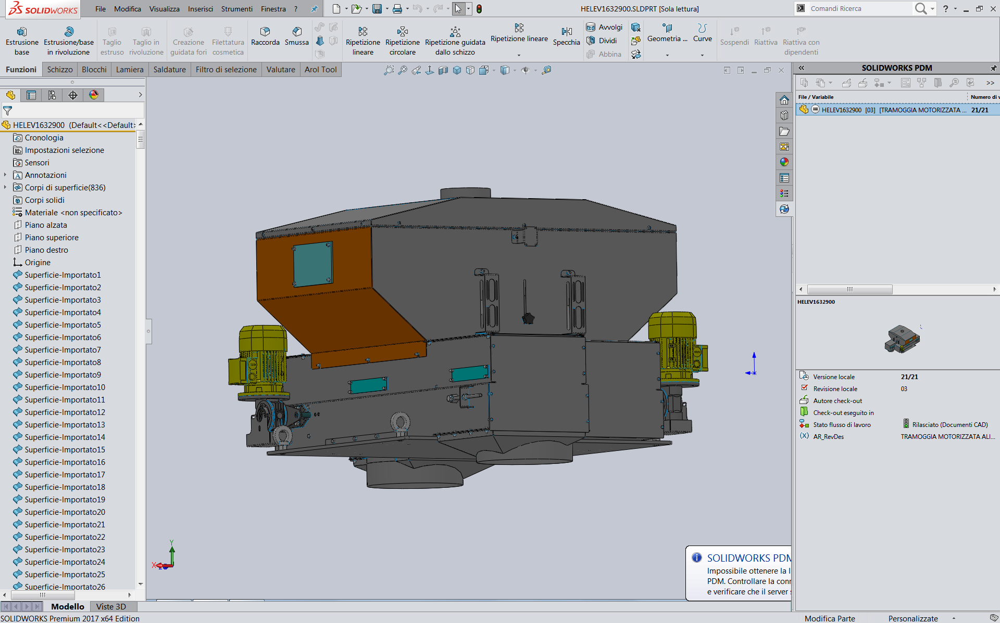 SOLIDWORKS
File Modifica Visualizza Inserisci Strumenti Finestra ?
HELEV1632900.SLDPRT [Sola lettura]
Comandi Ricerca
?
Estrusione base
Estrusione/base in rivoluzione
Taglio estruso
Taglio in rivoluzione
Creazione guidata fori
Filettatura cosmetica
Raccorda
Smussa
Ripetizione lineare
Ripetizione circolare
Ripetizione guidata dallo schizzo
Ripetizione lineare
Specchia
Avvolgi
Dividi
Abbina
Geometria ...
Curve
Sospendi
Riattiva
Riattiva con dipendenti
Funzioni Schizzo Blocchi Lamiera Saldature Filtro di selezione Valutare Arol Tool
HELEV1632900 (Default<<Default>
Cronologia
Impostazioni selezione
Sensori
Annotazioni
Corpi di superficie(836)
Corpi solidi
Materiale <non specificato>
Piano alzata
Piano superiore
Piano destro
Origine
Superficie-Importato1
Superficie-Importato2
Superficie-Importato3
Superficie-Importato4
Superficie-Importato5
Superficie-Importato6
Superficie-Importato7
Superficie-Importato8
Superficie-Importato9
Superficie-Importato10
Superficie-Importato11
Superficie-Importato12
Superficie-Importato13
Superficie-Importato14
Superficie-Importato15
Superficie-Importato16
Superficie-Importato17
Superficie-Importato18
Superficie-Importato19
Superficie-Importato20
Superficie-Importato21
Superficie-Importato22
Superficie-Importato23
Superficie-Importato24
Superficie-Importato25
Superficie-Importato26
Modello Viste 3D
SOLIDWORKS Premium 2017 x64 Edition
Y
X
Z
SOLIDWORKS PDM
Impossibile ottenere la l
PDM. Controllare la con
e verificare che il server
« SOLIDWORKS PDM
>>
File / Variabile Numero di v
HELEV1632900 [03] [TRAMOGGIA MOTORIZZATA ... 21/21
HELEV1632900
Versione locale 21/21
Revisione locale 03
Autore check-out
Check-out eseguito in
Stato flusso di lavoro Rilasciato (Documenti CAD)
(x) AR_RevDes TRAMOGGIA MOTORIZZATA ALI...
Modifica Parte Personalizzate